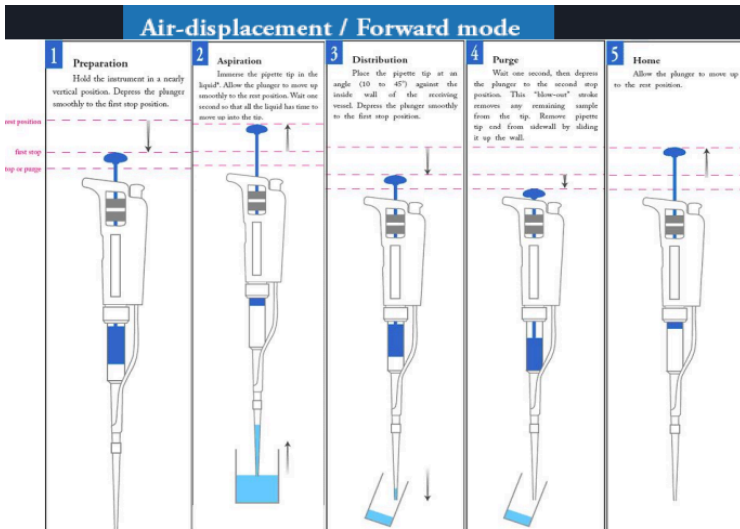 Air-displacement / Forward mode
1
Preparation
Hold the instrument in a nearly
vertical position. Depress the plunger
smoothly to the first stop position.
2
Aspiration
Immerse the pipette tip in the
liquid*. Allow the plunger to move up
smoothly to the rest position. Wait one
second so that all the liquid has time to
move up into the tip.
3
Distribution
Place the pipette tip at an
angle (10 to 45°) against the
inside wall of the receiving
vessel. Depress the plunger smoothly
to the first stop position.
4
Purge
Wait one second, then depress
the plunger to the second stop
position. This "blow-out" stroke
removes any remaining sample
from the tip. Remove pipette
tip end from sidewall by sliding
it up the wall.
5
Home
Allow the plunger to move up
to the rest position.
rest position
first stop
top or purge